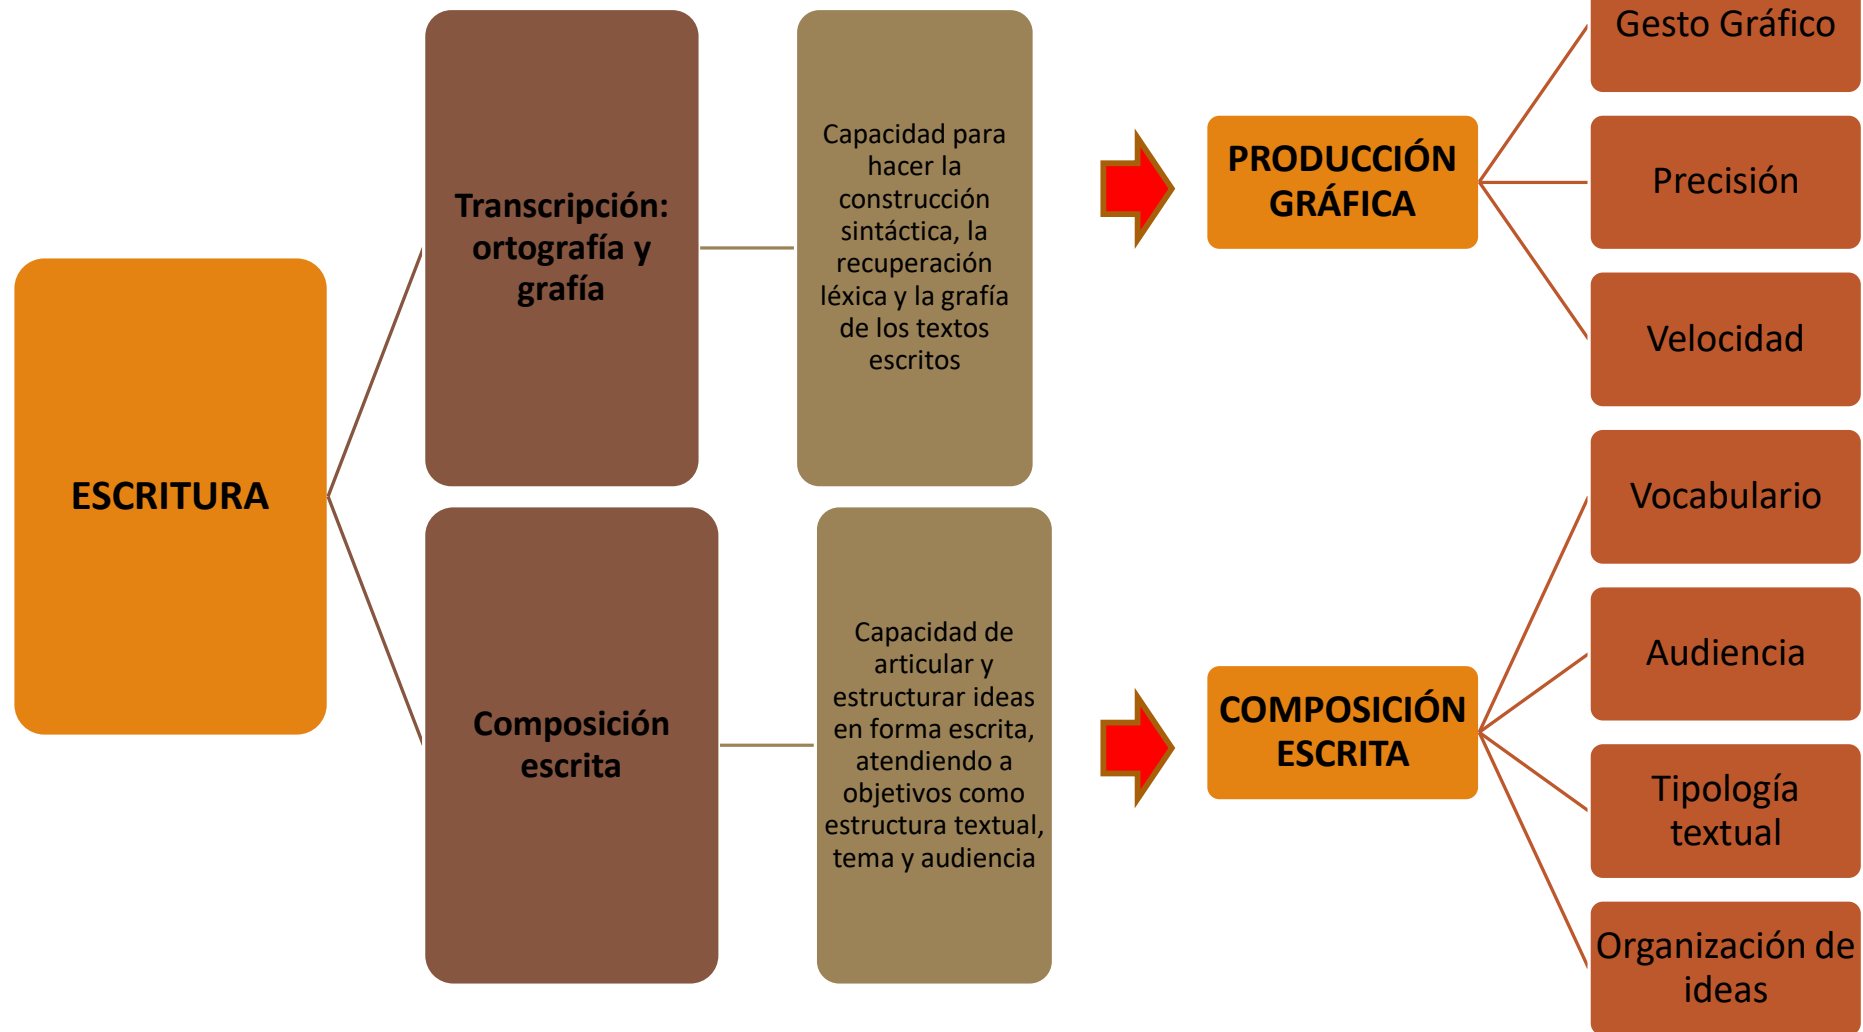 ESCRITURA
Transcripción:
ortografía y
grafía
Capacidad para
hacer la
construcción
sintáctica, la
recuperación
léxica y la grafía
de los textos
escritos
PRODUCCIÓN
GRÁFICA
Gesto Gráfico
Precisión
Velocidad
Composición
escrita
Capacidad de
articular y
estructurar ideas
en forma escrita,
atendiendo a
objetivos como
estructura textual,
tema y audiencia
COMPOSICIÓN
ESCRITA
Vocabulario
Audiencia
Tipología
textual
Organización de
ideas